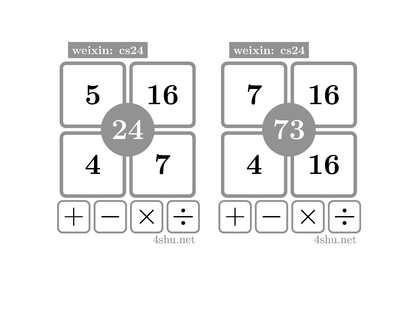 weixin: cs24 weixin: cs24
5 16 7 16
24 73
4 7 4 16
+ − × ÷ + − × ÷
4shu.net 4shu.net